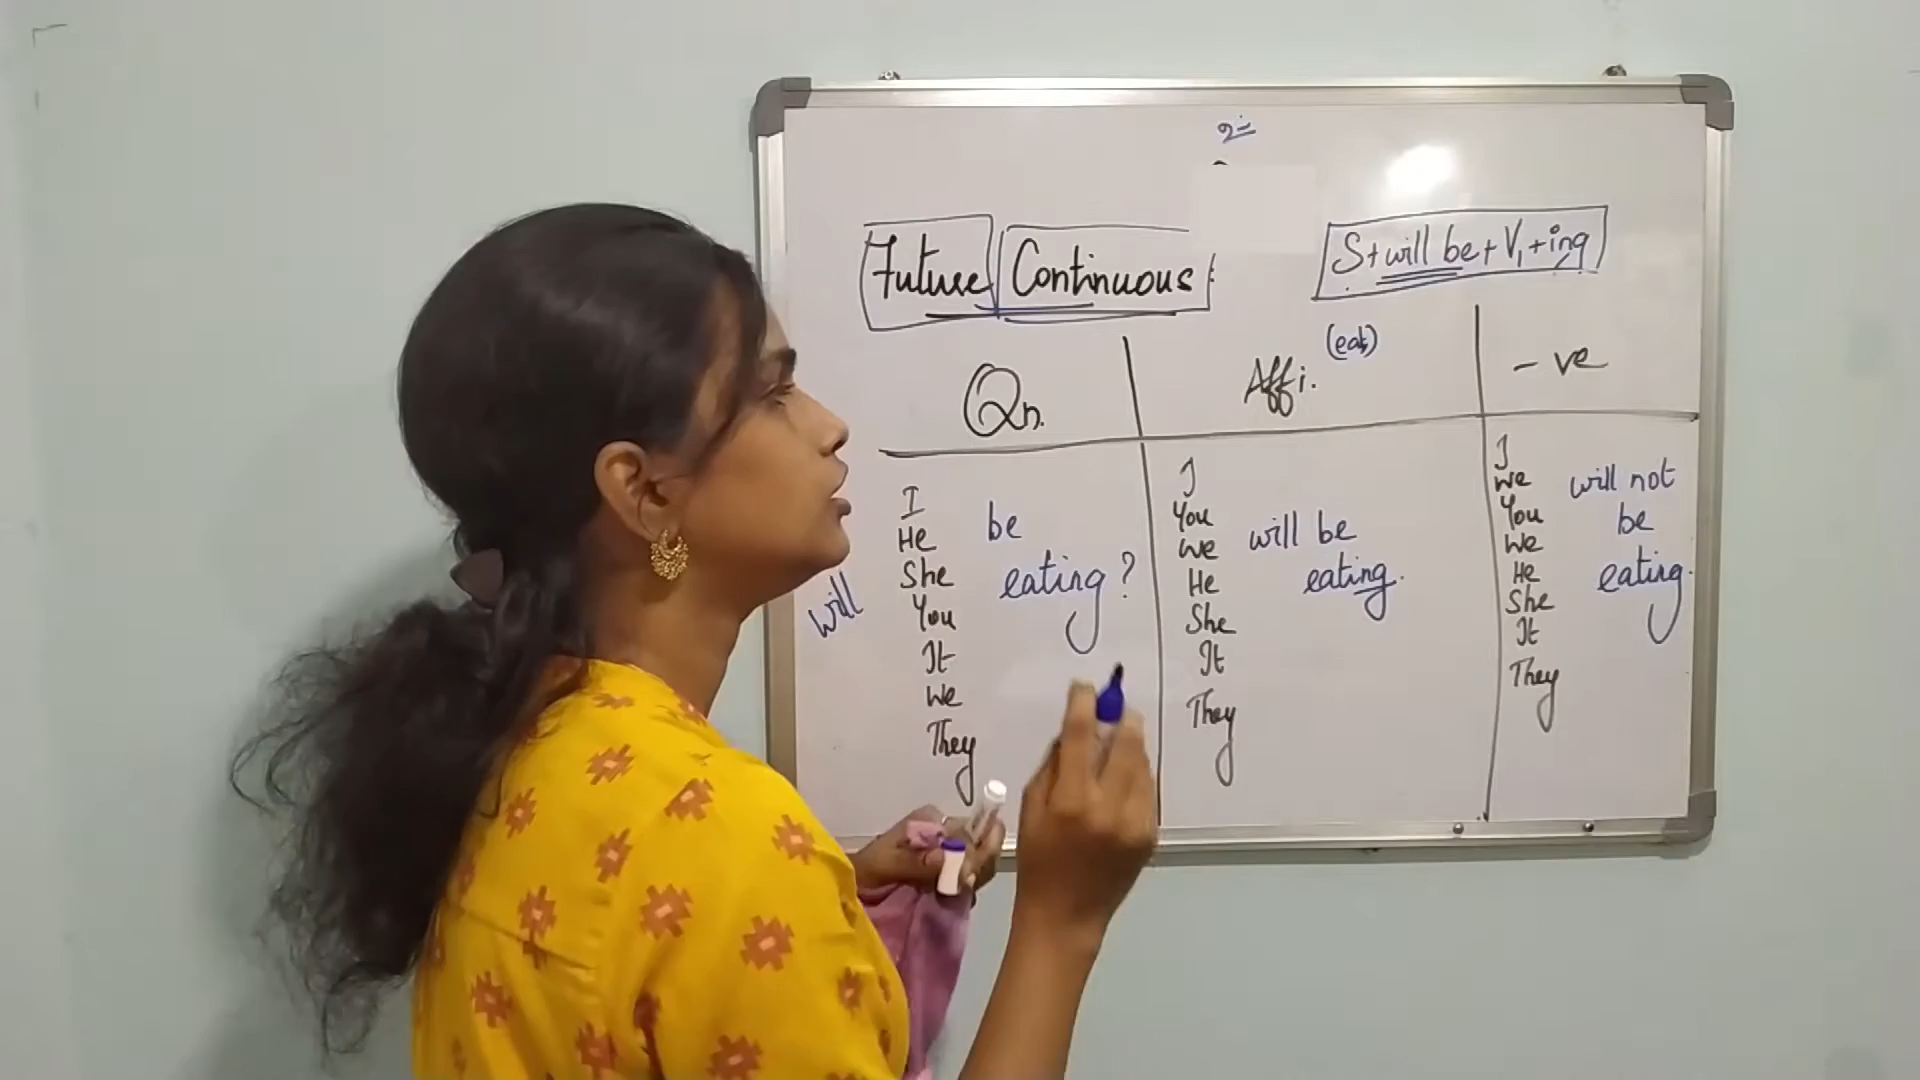 Future Continuous :
S+ will be + V1 + ing
(eat)
Qn.
Affi.
- ve
will
I
He
She
You
It
We
They
be
eating?
I
You
We
He
She
It
They
will be
eating.
I
We
You
We
He
She
It
They
will not
be
eating.